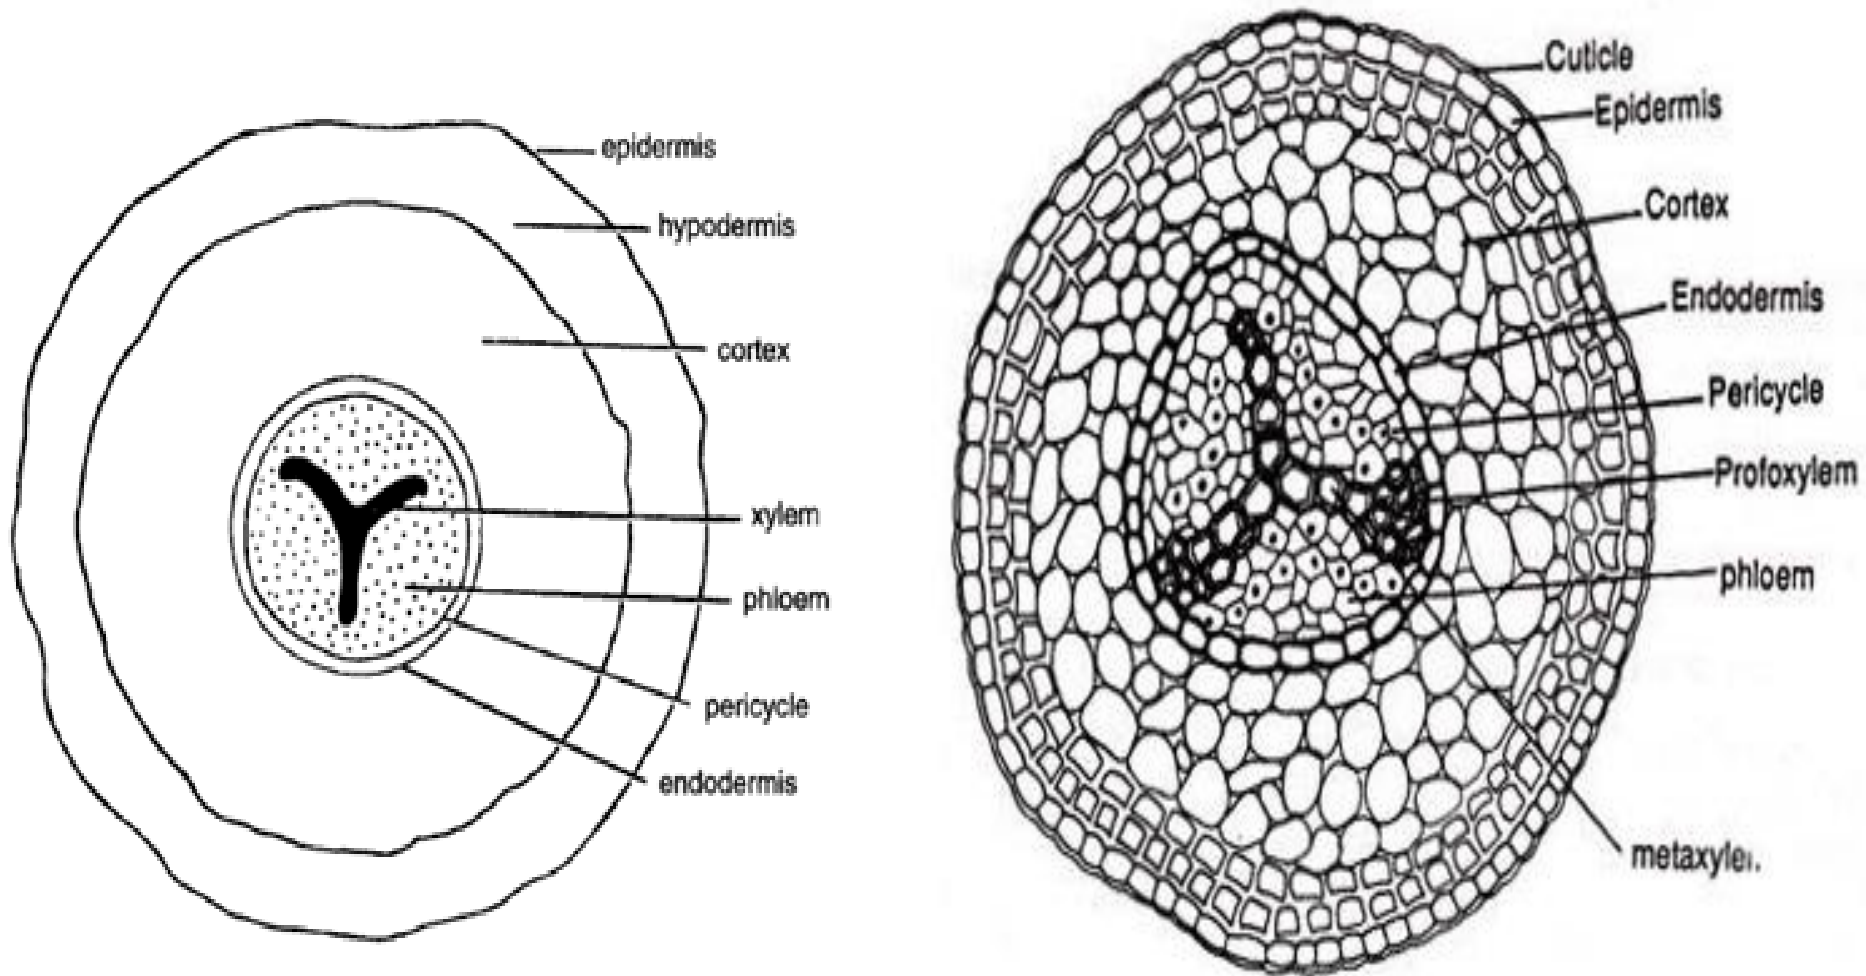 epidermis
hypodermis
cortex
xylem
phloem
pericycle
endodermis
Cuticle
Epidermis
Cortex
Endodermis
Pericycle
Profoxylem
phloem
metaxylei.